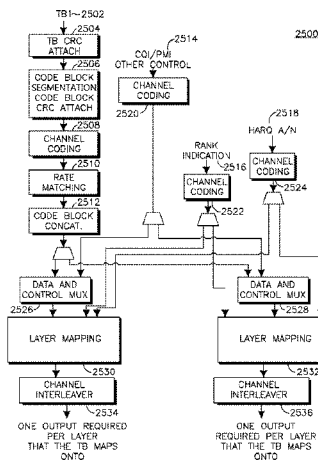 TB1~2502
2500
2504
TB CRC
ATTACH
2506
CODE BLOCK
SEGMENTATION
CODE BLOCK
CRC ATTACH
2508
CHANNEL
CODING
2510
RATE
MATCHING
2512
CODE BLOCK
CONCAT.
2514
CQI/PMI
OTHER CONTROL
CHANNEL
CODING
2520
RANK
INDICATION
2516
CHANNEL
CODING
2522
2518
HARQ A/N
CHANNEL
CODING
2524
DATA AND
CONTROL MUX
2526
DATA AND
CONTROL MUX
2528
LAYER MAPPING
2530
LAYER MAPPING
2532
CHANNEL
INTERLEAVER
2534
CHANNEL
INTERLEAVER
2536
ONE OUTPUT REQUIRED
PER LAYER
THAT THE TB MAPS
ONTO
ONE OUTPUT
REQUIRED PER LAYER
THAT THE TB MAPS
ONTO